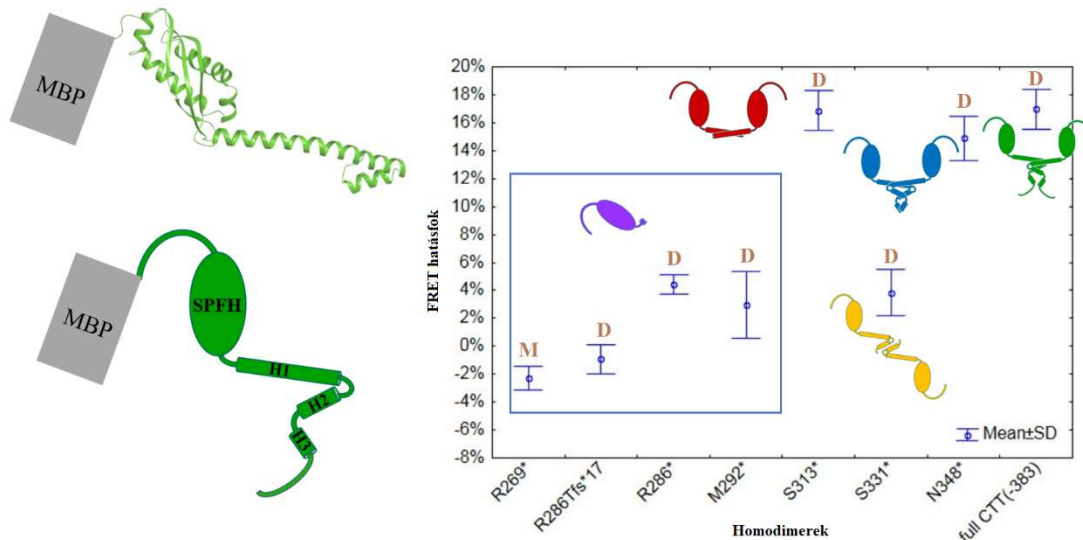 MBP
MBP
SPFH
H1
H2
H3
FRET hatásfok
20%
18%
16%
14%
12%
10%
8%
6%
4%
2%
0%
-2%
-4%
-6%
-8%
M
D
D
D
D
D
D
D
Mean±SD
R269*
R286Tfs*17
R286*
M292*
S313*
S331*
N348*
full CTT(-383)
Homodimerek